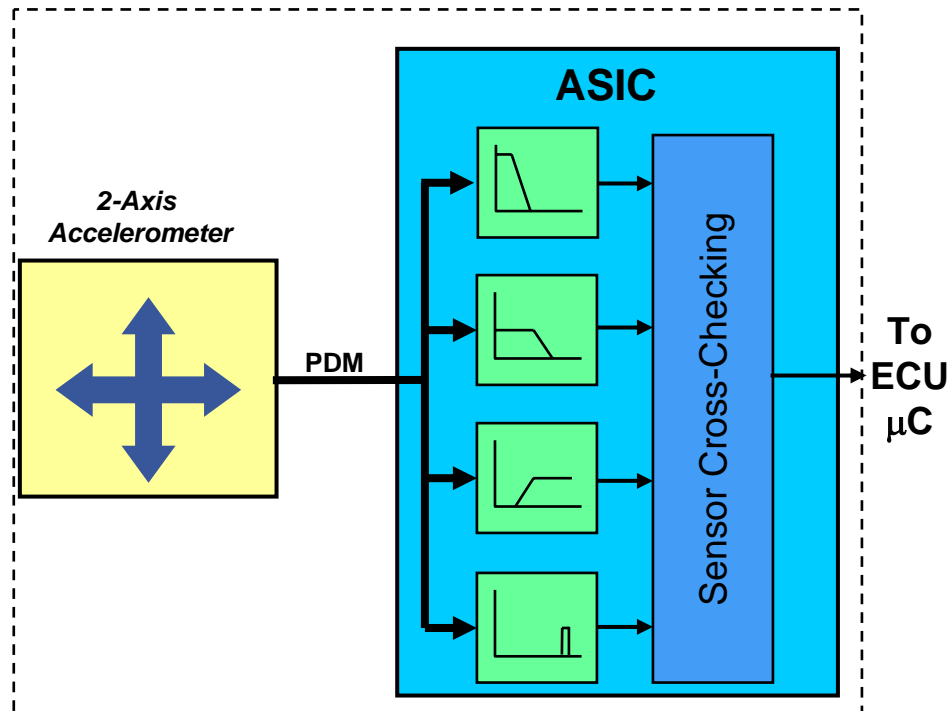 ASIC
2-Axis
Accelerometer
PDM
Sensor Cross-Checking
To
ECU
μC